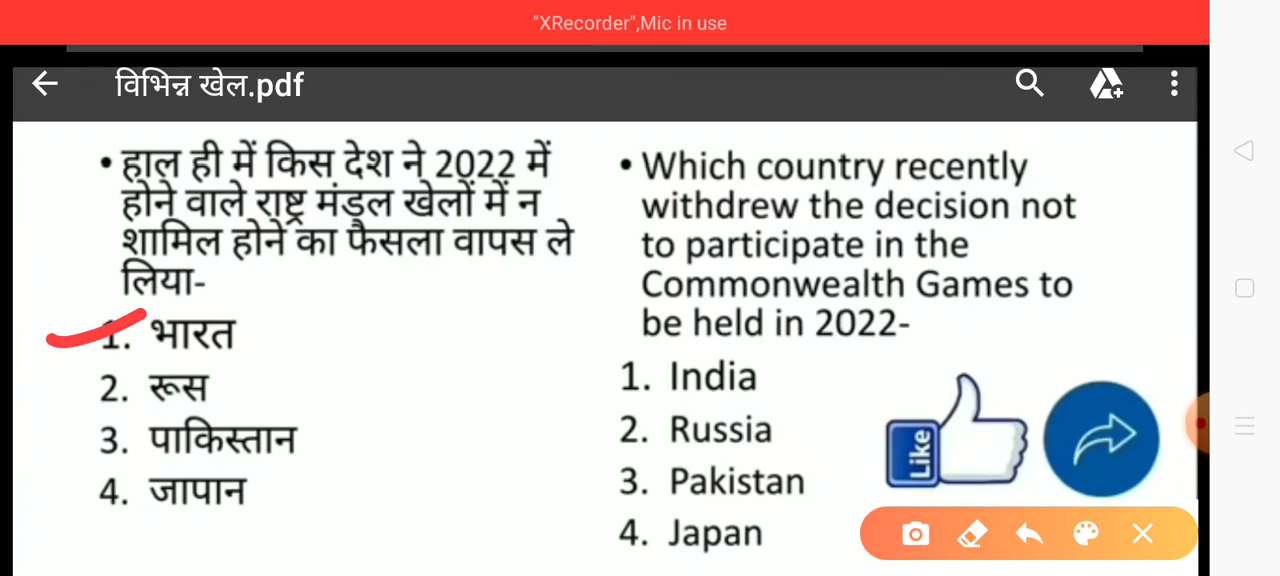 "XRecorder",Mic in use
विभिन्न खेल.pdf
• हाल ही में किस देश ने 2022 में
होने वाले राष्ट्र मंडल खेलों में न
शामिल होने का फैसला वापस ले
लिया-
1. भारत
2. रूस
3. पाकिस्तान
4. जापान
• Which country recently
withdrew the decision not
to participate in the
Commonwealth Games to
be held in 2022-
1. India
2. Russia
3. Pakistan
4. Japan
Like